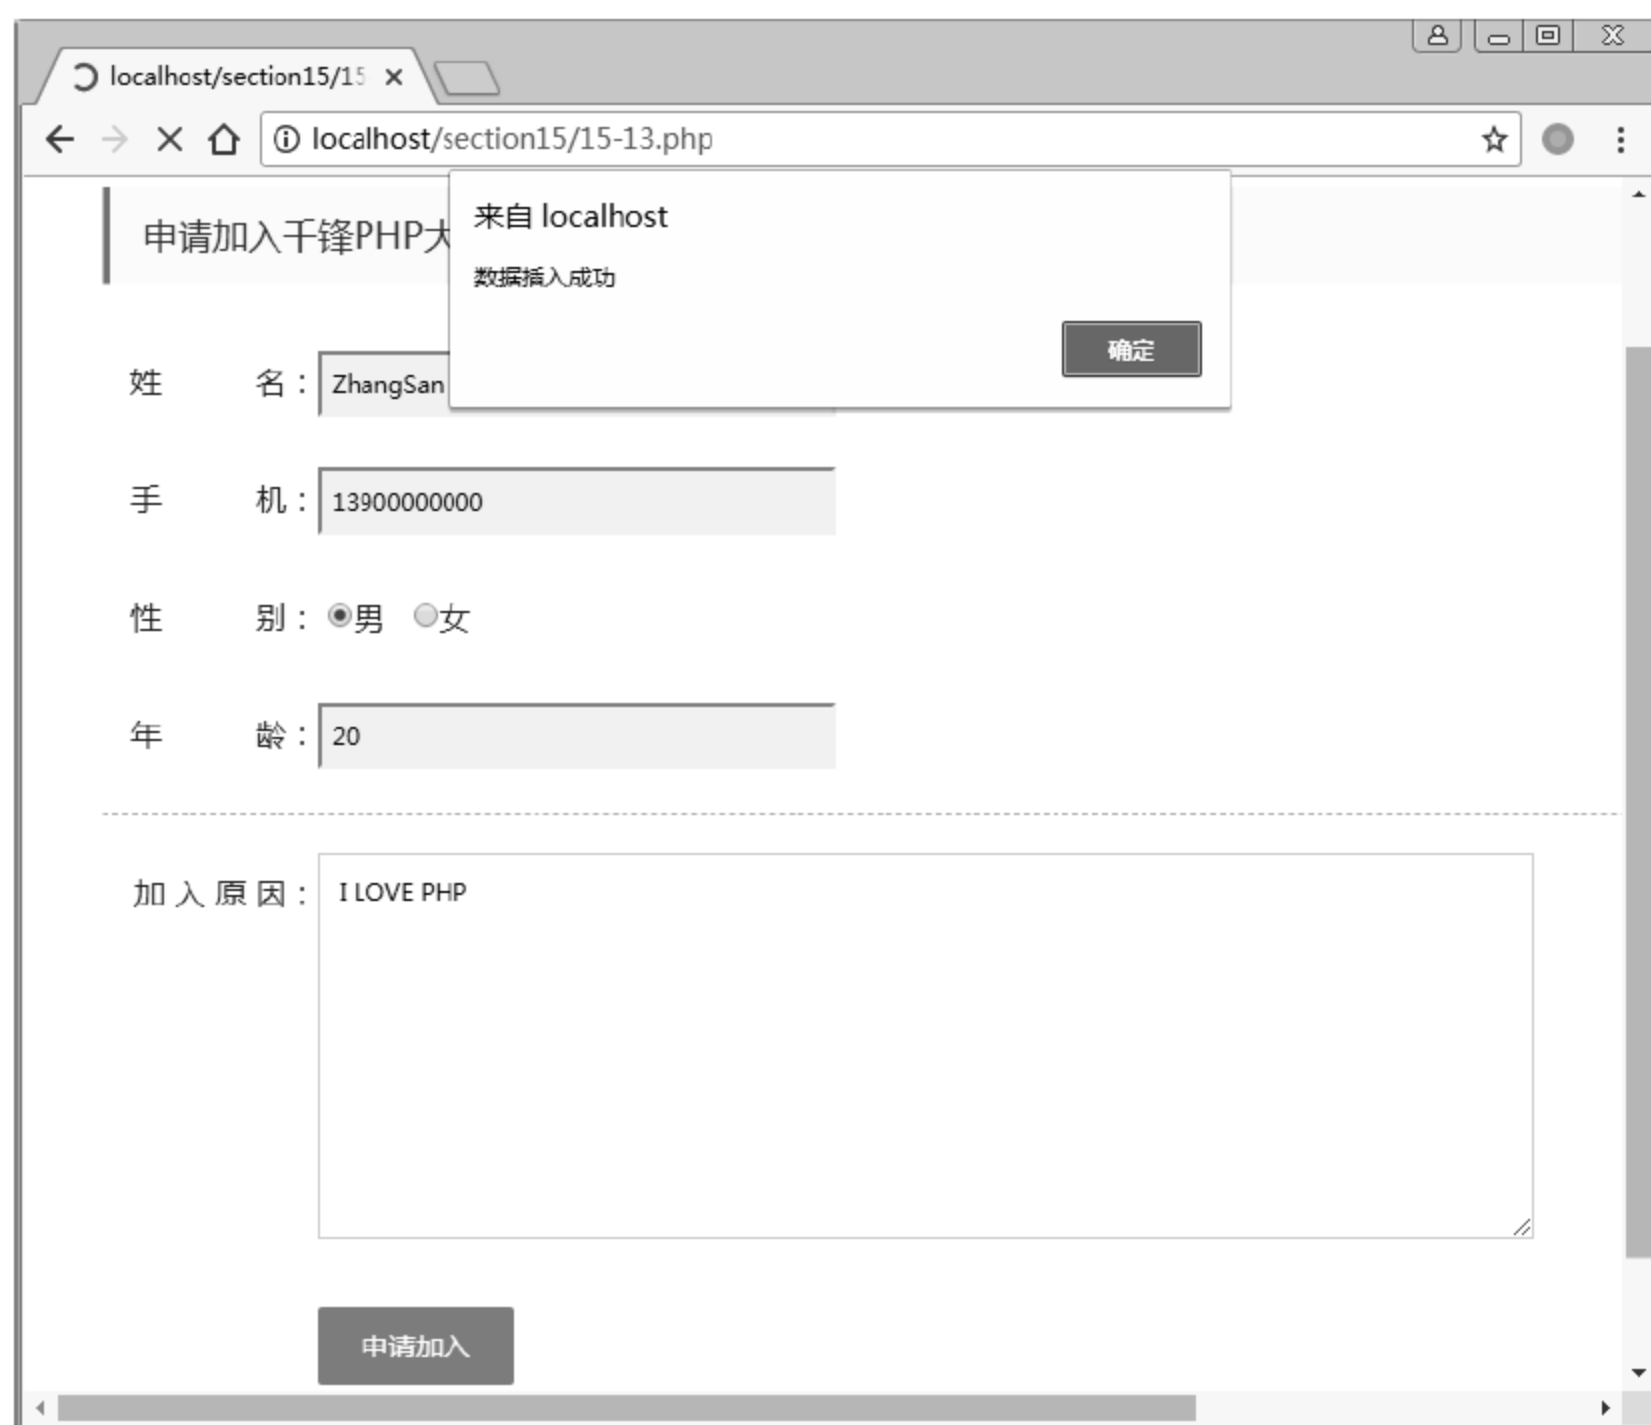 localhost/section15/15
localhost/section15/15-13.php
来自 localhost
数据插入成功
确定
申请加入千锋PHP大
姓名：ZhangSan
手机：13900000000
性别：男 女
年龄：20
加入原因：I LOVE PHP
申请加入